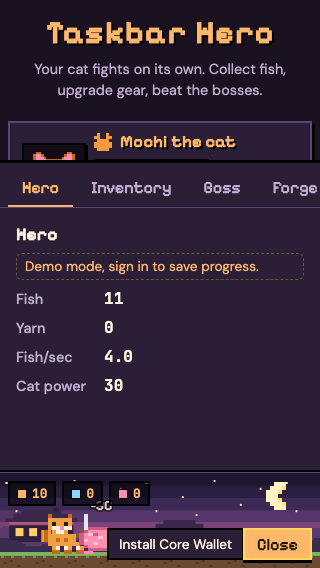 Taskbar Hero
Your cat fights on its own. Collect fish,
upgrade gear, beat the bosses.
Mochi the cat
Hero Inventory Boss Forge
Hero
Demo mode, sign in to save progress.
Fish 11
Yarn 0
Fish/sec 4.0
Cat power 30
10 0 0
-30
Install Core Wallet Close